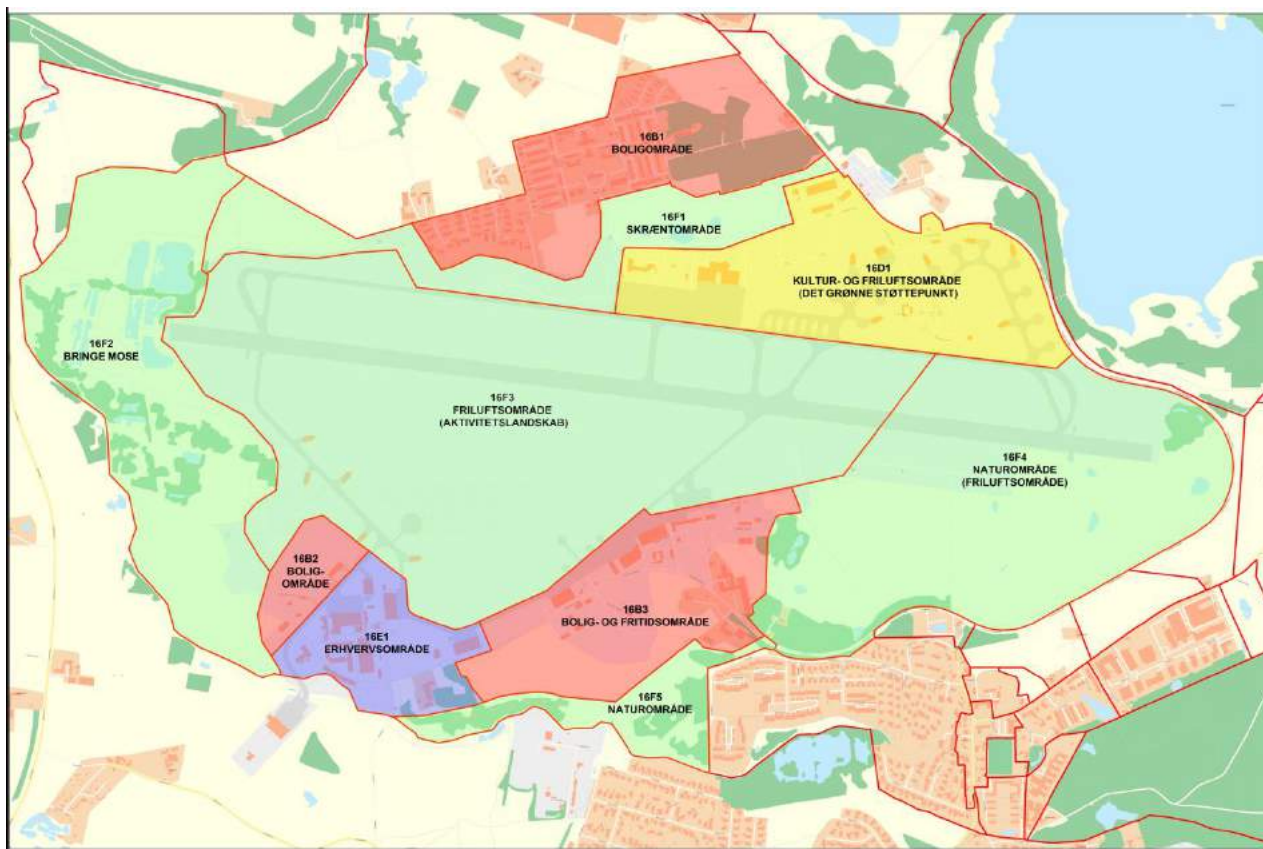 16B1
BOLIGOMRÅDE
16F1
SKRÆNTOMRÅDE
16D1
KULTUR- OG FRILUFTSOMRÅDE
(DET GRØNNE STØTTEPUNKT)
16F2
BRINGE MOSE
16F3
FRILUFTSOMRÅDE
(AKTIVITETSLANDSKAB)
16F4
NATUROMRÅDE
(FRILUFTSOMRÅDE)
16B2
BOLIG-
OMRÅDE
16B3
BOLIG- OG FRITIDSOMRÅDE
16E1
ERHVERVSOMRÅDE
16F5
NATUROMRÅDE